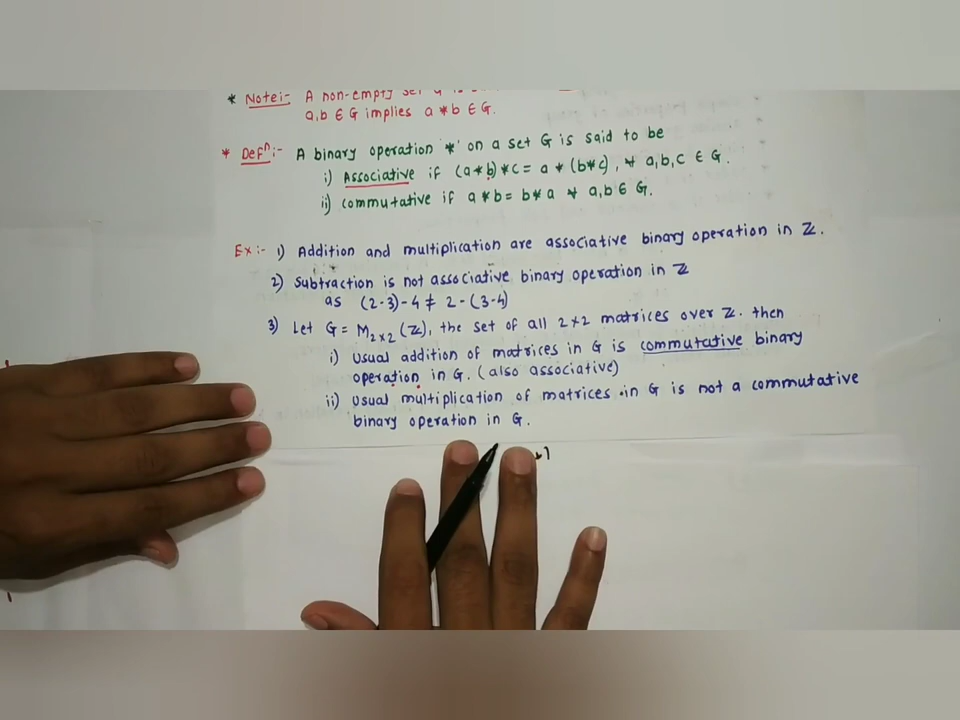 * Note:- A non-empty set G is
a,b ∈ G implies a * b ∈ G.
* Defⁿ:- A binary operation '*' on a set G is said to be
i) Associative if (a*b)*c = a*(b*c), ∀ a,b,c ∈ G.
ii) commutative if a*b = b*a ∀ a,b ∈ G.
Ex:- 1) Addition and multiplication are associative binary operation in ℤ.
2) Subtraction is not associative binary operation in ℤ
as (2-3)-4 ≠ 2-(3-4)
3) Let G = M₂ₓ₂(ℤ), the set of all 2×2 matrices over ℤ. then
i) Usual addition of matrices in G is commutative binary
operation in G. (also associative)
ii) Usual multiplication of matrices in G is not a commutative
binary operation in G.